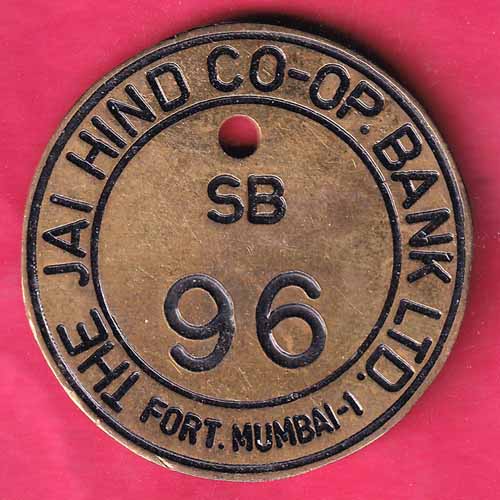 THE JAI HIND CO-OP. BANK LTD.
SB
96
FORT. MUMBAI-1